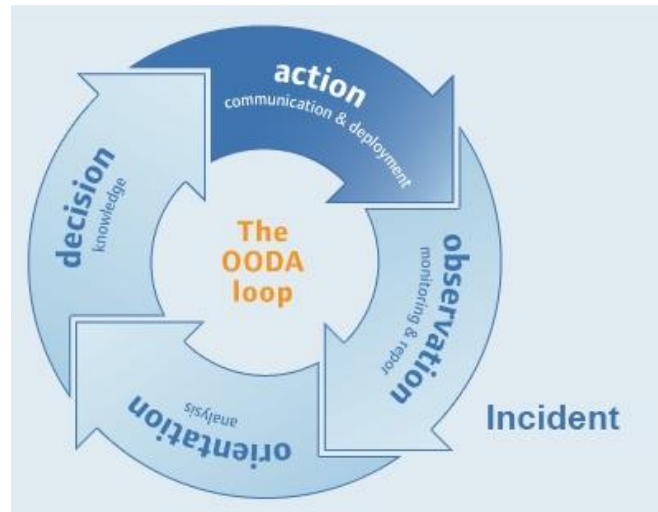 action
communication & deployment
observation
monitoring & repor
orientation
analysis
decision
knowledge
The
OODA
loop
Incident